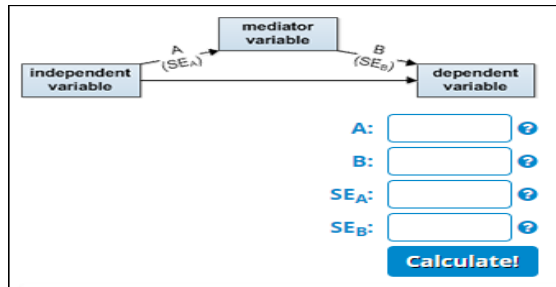 mediator
variable
A
(SEA)
B
(SEB)
independent
variable
dependent
variable
A: ?
B: ?
SEA: ?
SEB: ?
Calculate!